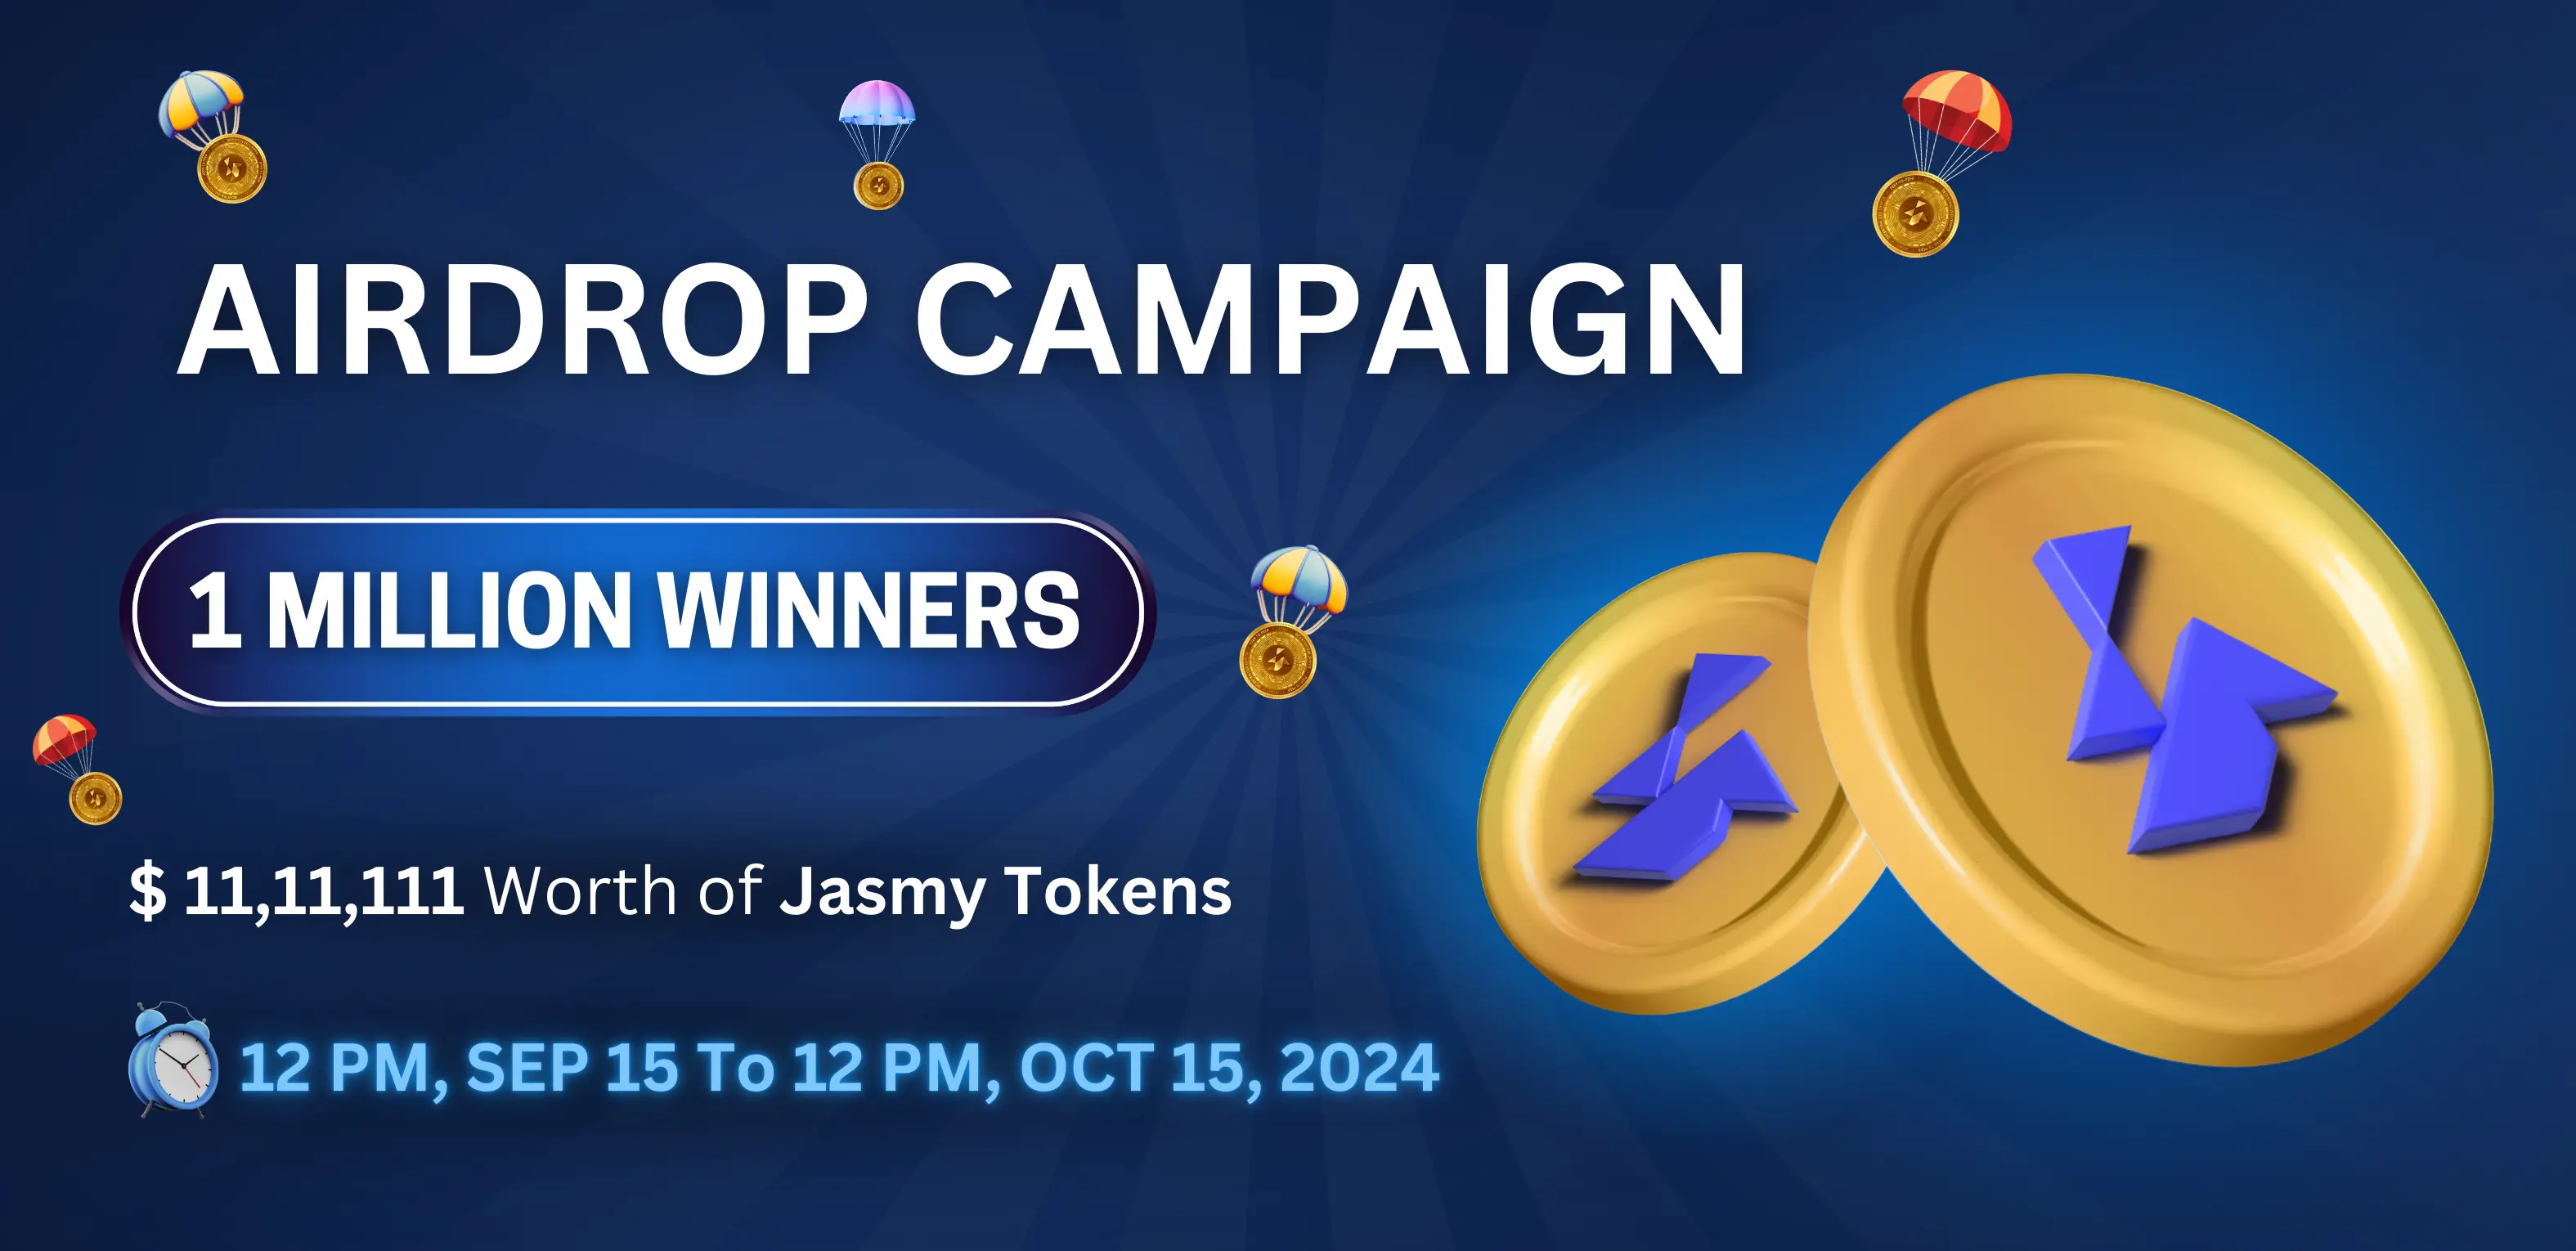 AIRDROP CAMPAIGN
1 MILLION WINNERS
$ 11,11,111 Worth of Jasmy Tokens
12 PM, SEP 15 To 12 PM, OCT 15, 2024